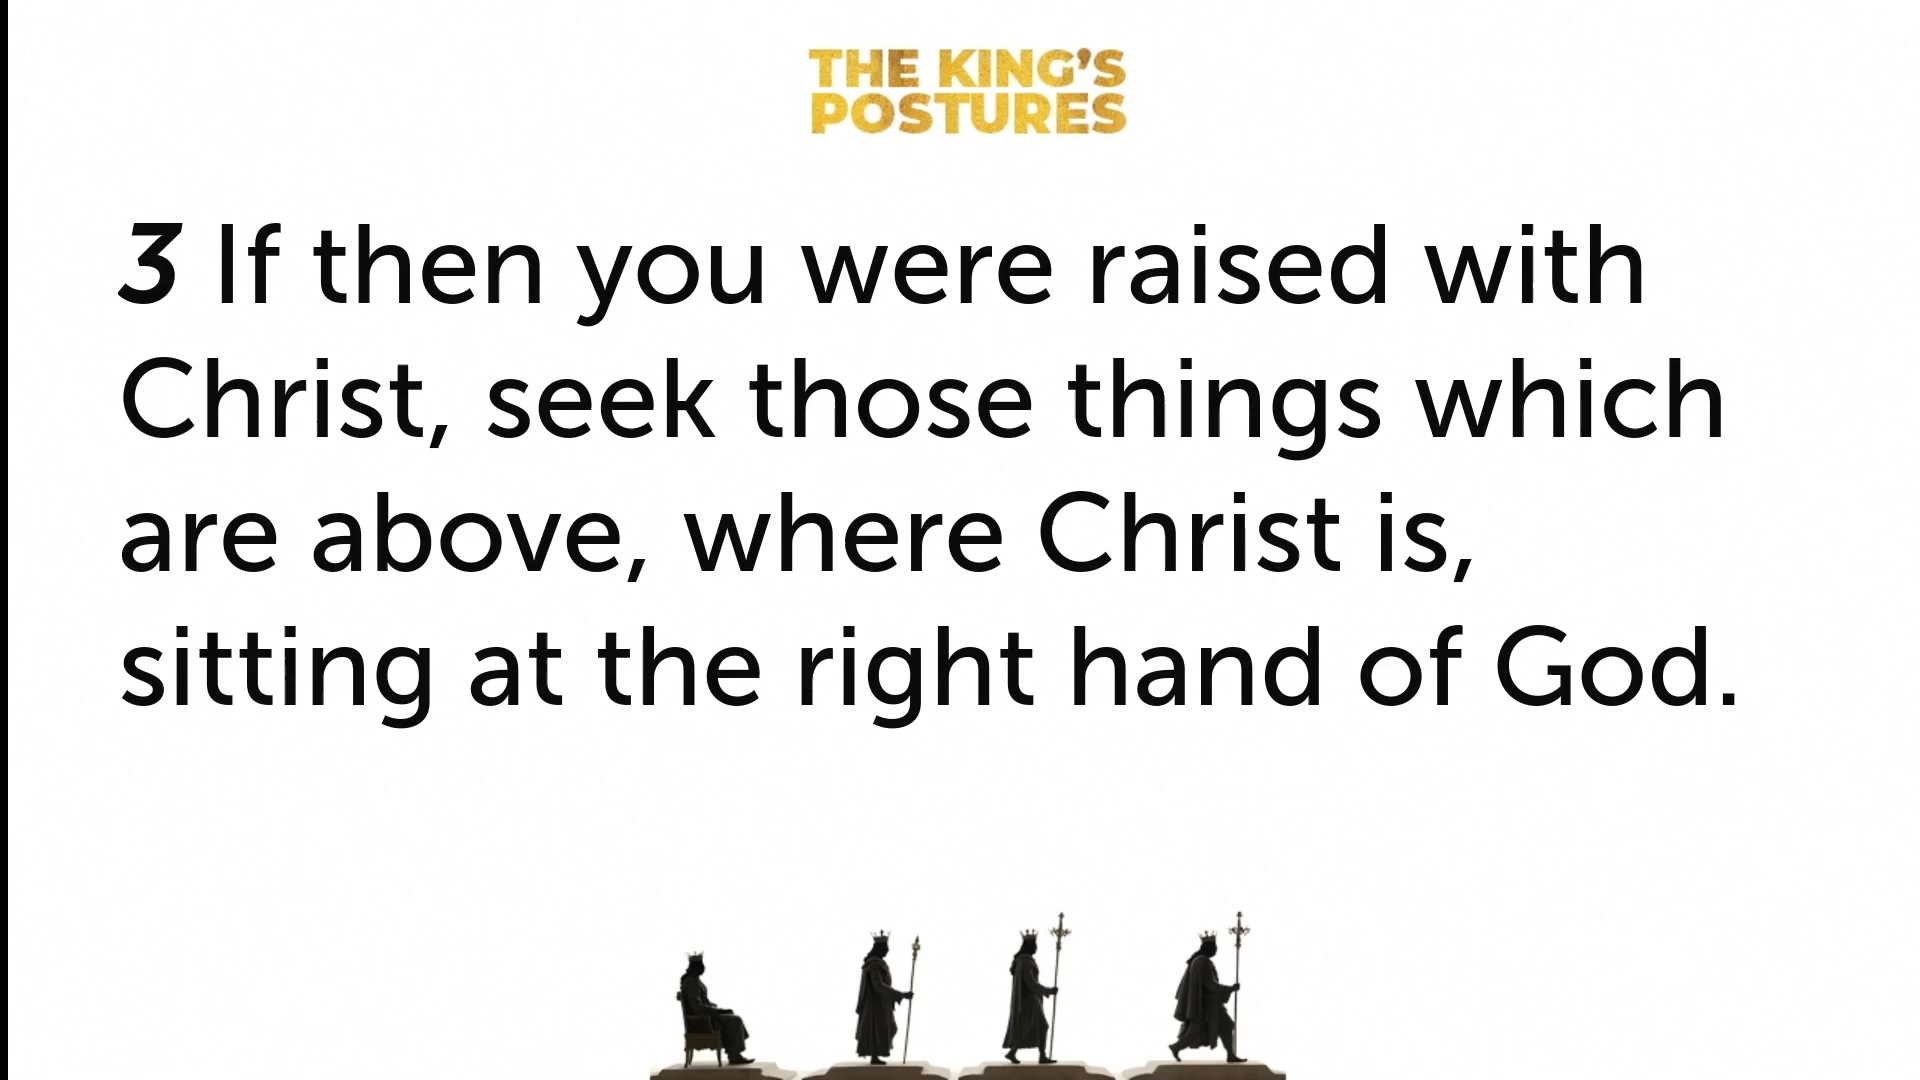 THE KING’S
POSTURES
3 If then you were raised with
Christ, seek those things which
are above, where Christ is,
sitting at the right hand of God.